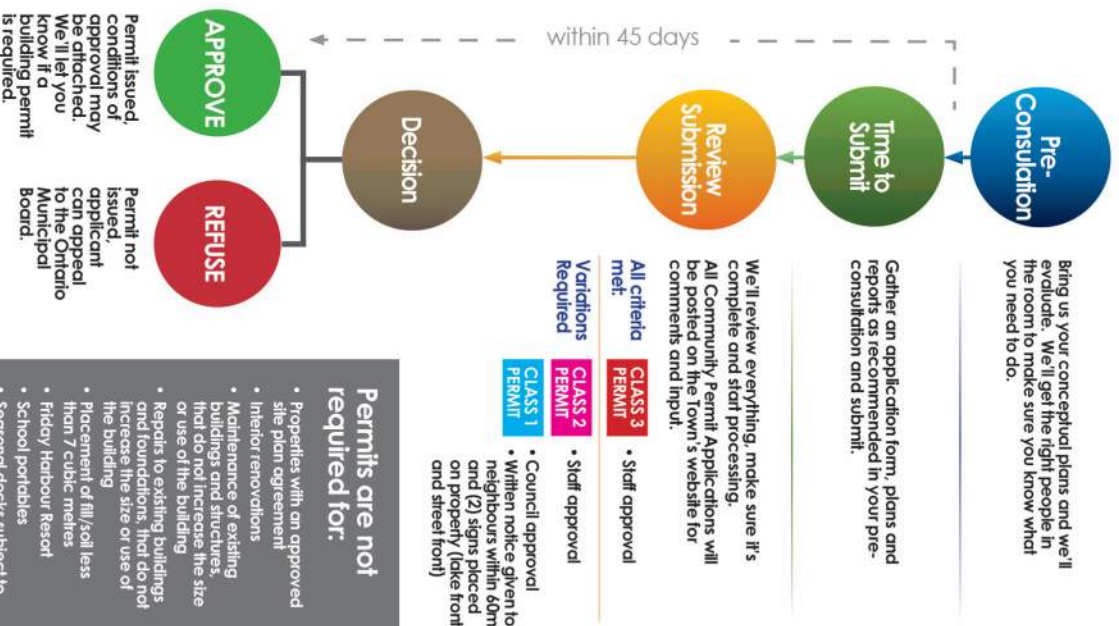 Pre-
Consulation
Bring us your conceptual plans and we'll
evaluate. We'll get the right people in
the room to make sure you know what
you need to do.
Time to
Submit
Gather an application form, plans and
reports as recommended in your pre-
consultation and submit.
within 45 days
Review
Submission
We'll review everything, make sure it's
complete and start processing.
All Community Permit Applications will
be posted on the Town's website for
comments and input.
All criteria
met:
CLASS 3
PERMIT
• Staff approval
Variations
Required
CLASS 2
PERMIT
• Staff approval
CLASS 1
PERMIT
• Council approval
• Written notice given to
neighbours within 60m
and (2) signs placed
on property (lake front
and street front)
Decision
APPROVE
Permit issued,
conditions of
approval may
be attached.
We'll let you
know if a
building permit
is required.
REFUSE
Permit not
issued,
applicant
can appeal
to the Ontario
Municipal
Board.
Permits are not
required for:
• Properties with an approved
site plan agreement
• Interior renovations
• Maintenance of existing
buildings and structures,
that do not increase the size
or use of the building
• Repairs to existing buildings
and foundations, that do not
increase the size or use of
the building
• Placement of fill/soil less
than 7 cubic metres
• Friday Harbour Resort
• School portables
• Seasonal docks subject to